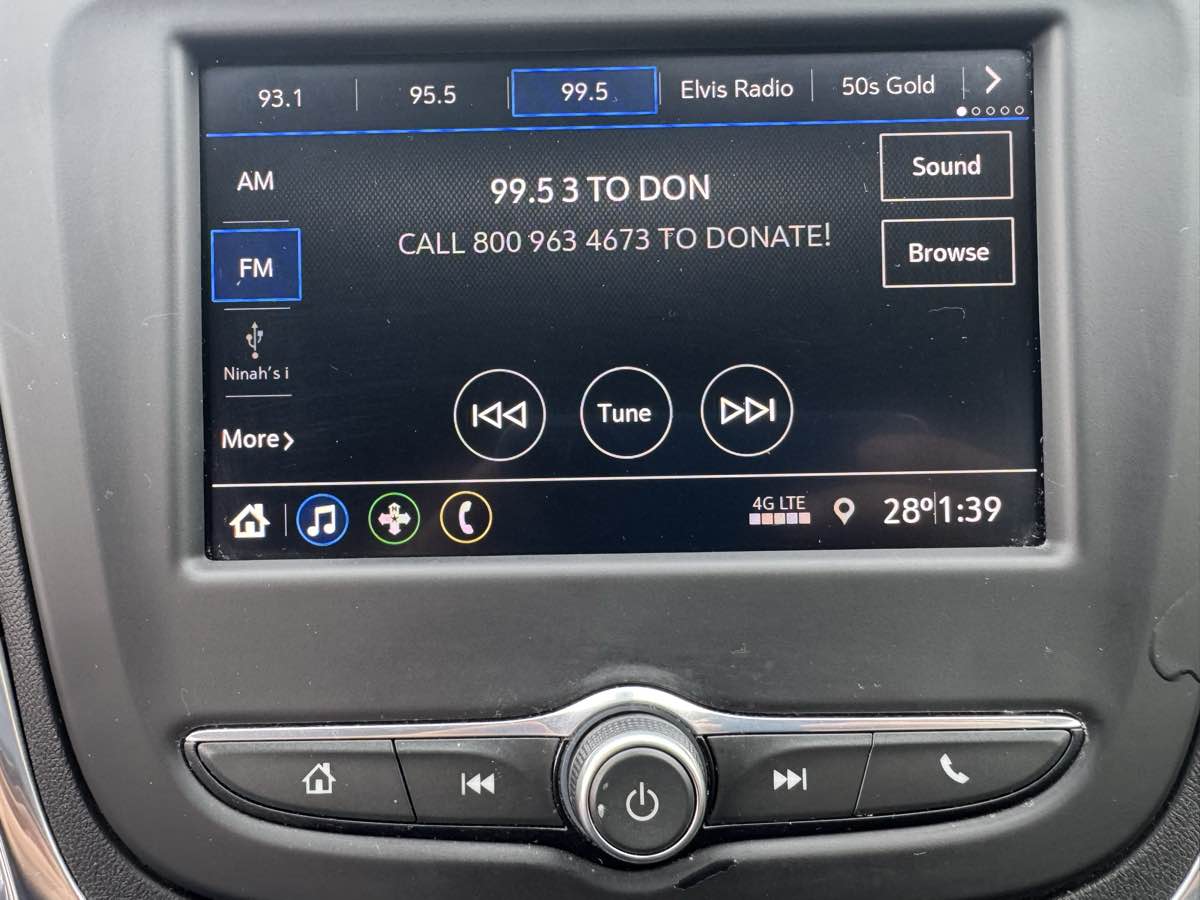 93.1 95.5 99.5 Elvis Radio 50s Gold
AM
FM
Ninah's i
More
99.5 3 TO DON
CALL 800 963 4673 TO DONATE!
Sound
Browse
Tune
N
4G LTE
28º 1:39